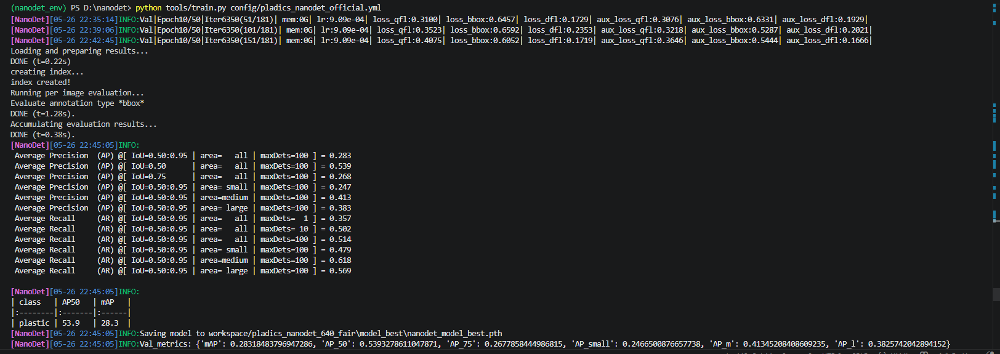 (nanodet_env) PS D:\nanodet> python tools/train.py config/pladics_nanodet_official.yml
[NanoDet][05-26 22:35:14]INFO:Val|Epoch10/50|Iter6350(51/181)| mem:0G| lr:9.09e-04| loss_qfl:0.3100| loss_bbox:0.6457| loss_dfl:0.1729| aux_loss_qfl:0.3076| aux_loss_bbox:0.6331| aux_loss_dfl:0.1929|
[NanoDet][05-26 22:39:06]INFO:Val|Epoch10/50|Iter6350(101/181)| mem:0G| lr:9.09e-04| loss_qfl:0.3523| loss_bbox:0.6592| loss_dfl:0.2353| aux_loss_qfl:0.3218| aux_loss_bbox:0.5287| aux_loss_dfl:0.2021|
[NanoDet][05-26 22:42:45]INFO:Val|Epoch10/50|Iter6350(151/181)| mem:0G| lr:9.09e-04| loss_qfl:0.4075| loss_bbox:0.6052| loss_dfl:0.1719| aux_loss_qfl:0.3646| aux_loss_bbox:0.5444| aux_loss_dfl:0.1666|
Loading and preparing results...
DONE (t=0.22s)
creating index...
index created!
Running per image evaluation...
Evaluate annotation type *bbox*
DONE (t=1.28s).
Accumulating evaluation results...
DONE (t=0.38s).
[NanoDet][05-26 22:45:05]INFO:
Average Precision  (AP) @[ IoU=0.50:0.95 | area=   all | maxDets=100 ] = 0.283
Average Precision  (AP) @[ IoU=0.50      | area=   all | maxDets=100 ] = 0.539
Average Precision  (AP) @[ IoU=0.75      | area=   all | maxDets=100 ] = 0.268
Average Precision  (AP) @[ IoU=0.50:0.95 | area= small | maxDets=100 ] = 0.247
Average Precision  (AP) @[ IoU=0.50:0.95 | area=medium | maxDets=100 ] = 0.413
Average Precision  (AP) @[ IoU=0.50:0.95 | area= large | maxDets=100 ] = 0.383
Average Recall     (AR) @[ IoU=0.50:0.95 | area=   all | maxDets=  1 ] = 0.357
Average Recall     (AR) @[ IoU=0.50:0.95 | area=   all | maxDets= 10 ] = 0.502
Average Recall     (AR) @[ IoU=0.50:0.95 | area=   all | maxDets=100 ] = 0.514
Average Recall     (AR) @[ IoU=0.50:0.95 | area= small | maxDets=100 ] = 0.479
Average Recall     (AR) @[ IoU=0.50:0.95 | area=medium | maxDets=100 ] = 0.618
Average Recall     (AR) @[ IoU=0.50:0.95 | area= large | maxDets=100 ] = 0.569
[NanoDet][05-26 22:45:05]INFO:
| class   | AP50   | mAP   |
|:--------|:-------|:------|
| plastic | 53.9   | 28.3  |
[NanoDet][05-26 22:45:05]INFO:Saving model to workspace/pladics_nanodet_640_fair\model_best\nanodet_model_best.pth
[NanoDet][05-26 22:45:05]INFO:Val_metrics: {'mAP': 0.28318483796947286, 'AP_50': 0.5393278611047871, 'AP_75': 0.2677858444986815, 'AP_small': 0.2466500876657738, 'AP_m': 0.41345208408609235, 'AP_l': 0.3825742042894152}